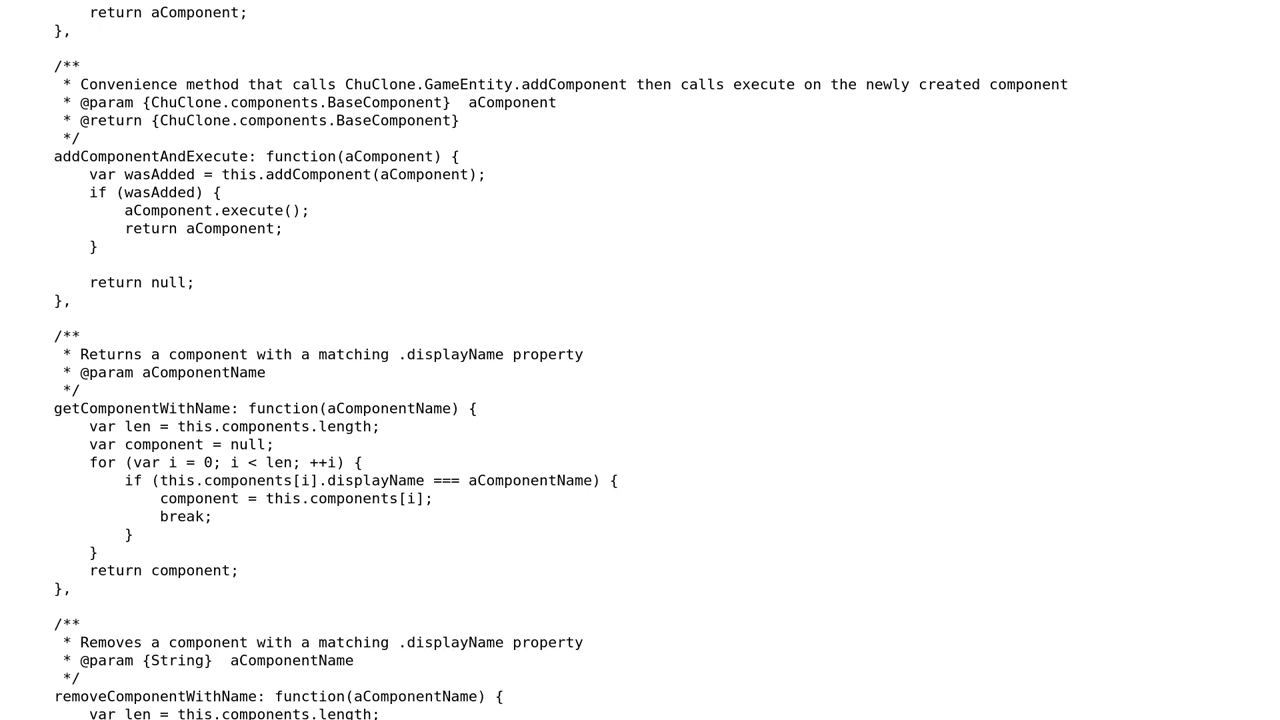 return aComponent;
    },

    /**
     * Convenience method that calls ChuClone.GameEntity.addComponent then calls execute on the newly created component
     * @param {ChuClone.components.BaseComponent}  aComponent
     * @return {ChuClone.components.BaseComponent}
     */
    addComponentAndExecute: function(aComponent) {
        var wasAdded = this.addComponent(aComponent);
        if (wasAdded) {
            aComponent.execute();
            return aComponent;
        }

        return null;
    },

    /**
     * Returns a component with a matching .displayName property
     * @param aComponentName
     */
    getComponentWithName: function(aComponentName) {
        var len = this.components.length;
        var component = null;
        for (var i = 0; i < len; ++i) {
            if (this.components[i].displayName === aComponentName) {
                component = this.components[i];
                break;
            }
        }
        return component;
    },

    /**
     * Removes a component with a matching .displayName property
     * @param {String}  aComponentName
     */
    removeComponentWithName: function(aComponentName) {
        var len = this.components.length;